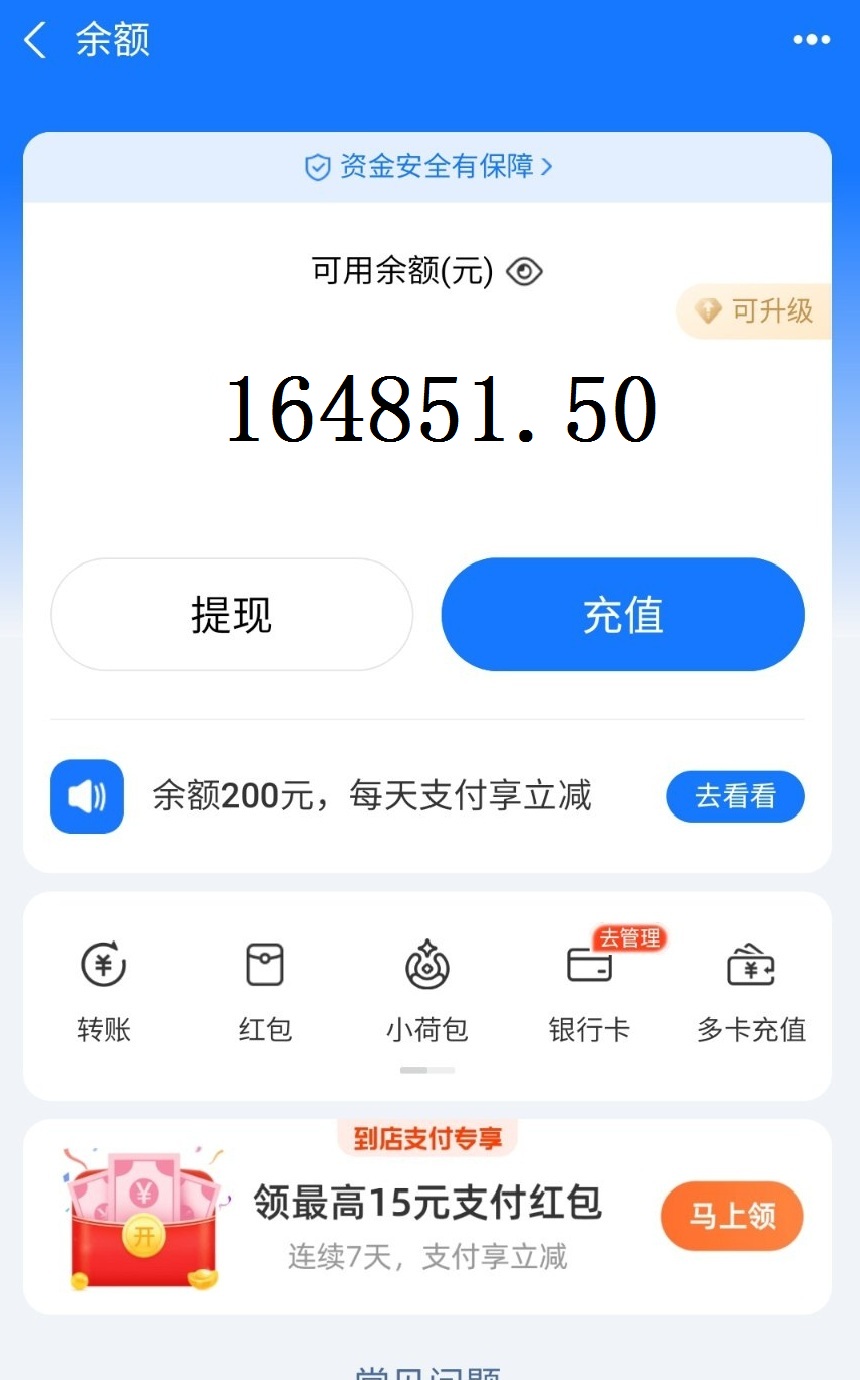 余额
资金安全有保障
可用余额(元)
可升级
164851.50
提现
充值
余额200元，每天支付享立减
去看看
去管理
转账
红包
小荷包
银行卡
多卡充值
到店支付专享
领最高15元支付红包
开
马上领
连续7天，支付享立减
常见问题